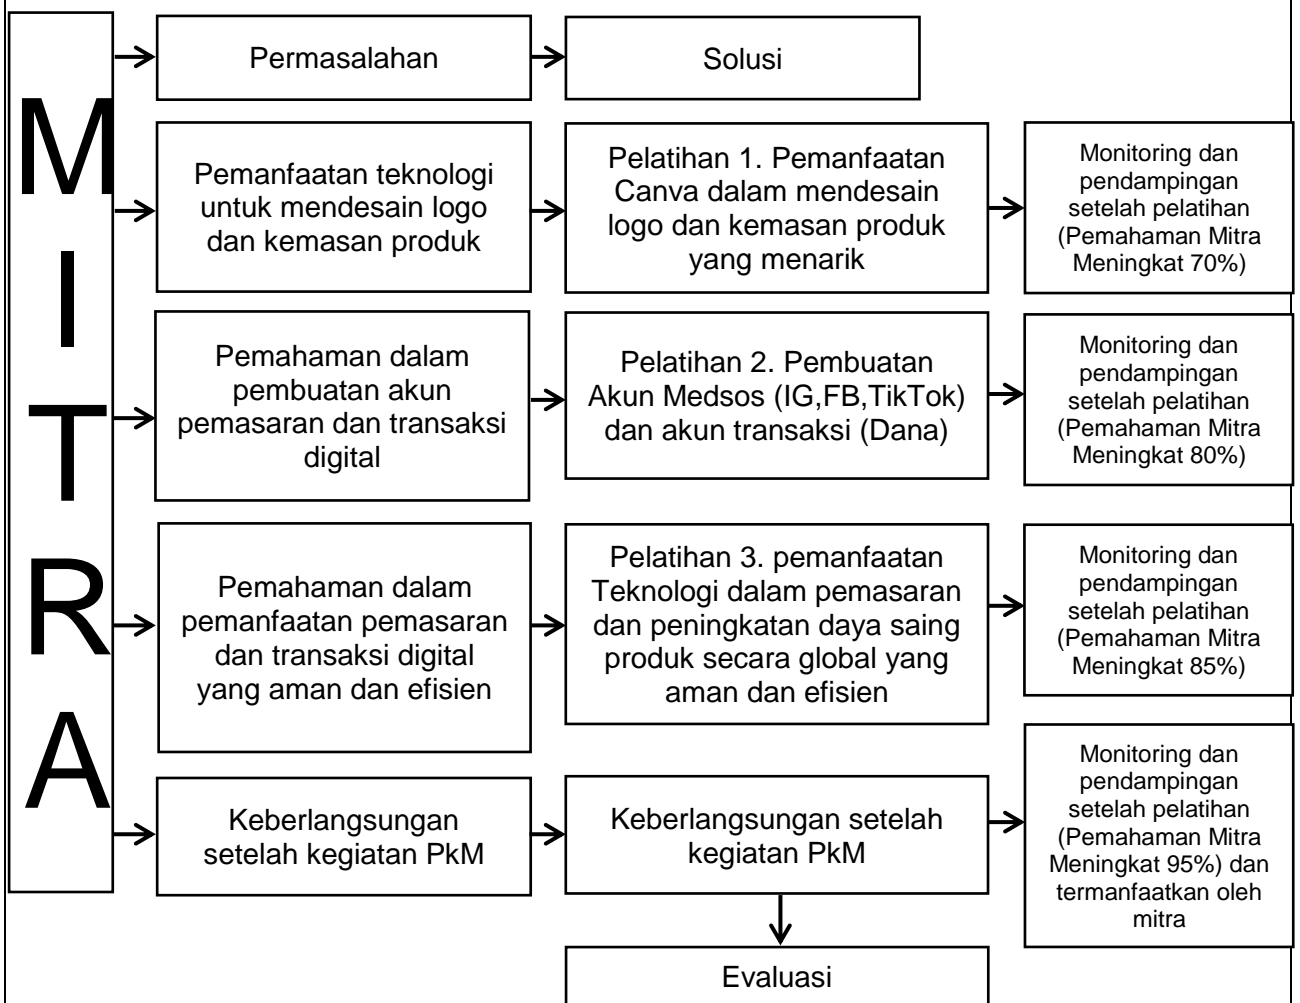 MITRA
Permasalahan
Solusi
Pemanfaatan teknologi
untuk mendesain logo
dan kemasan produk
Pelatihan 1. Pemanfaatan
Canva dalam mendesain
logo dan kemasan produk
yang menarik
Monitoring dan
pendampingan
setelah pelatihan
(Pemahaman Mitra
Meningkat 70%)
Pemahaman dalam
pembuatan akun
pemasaran dan transaksi
digital
Pelatihan 2. Pembuatan
Akun Medsos (IG,FB,TikTok)
dan akun transaksi (Dana)
Monitoring dan
pendampingan
setelah pelatihan
(Pemahaman Mitra
Meningkat 80%)
Pemahaman dalam
pemanfaatan pemasaran
dan transaksi digital
yang aman dan efisien
Pelatihan 3. pemanfaatan
Teknologi dalam pemasaran
dan peningkatan daya saing
produk secara global yang
aman dan efisien
Monitoring dan
pendampingan
setelah pelatihan
(Pemahaman Mitra
Meningkat 85%)
Keberlangsungan
setelah kegiatan PkM
Keberlangsungan setelah
kegiatan PkM
Monitoring dan
pendampingan
setelah pelatihan
(Pemahaman Mitra
Meningkat 95%) dan
termanfaatkan oleh
mitra
Evaluasi